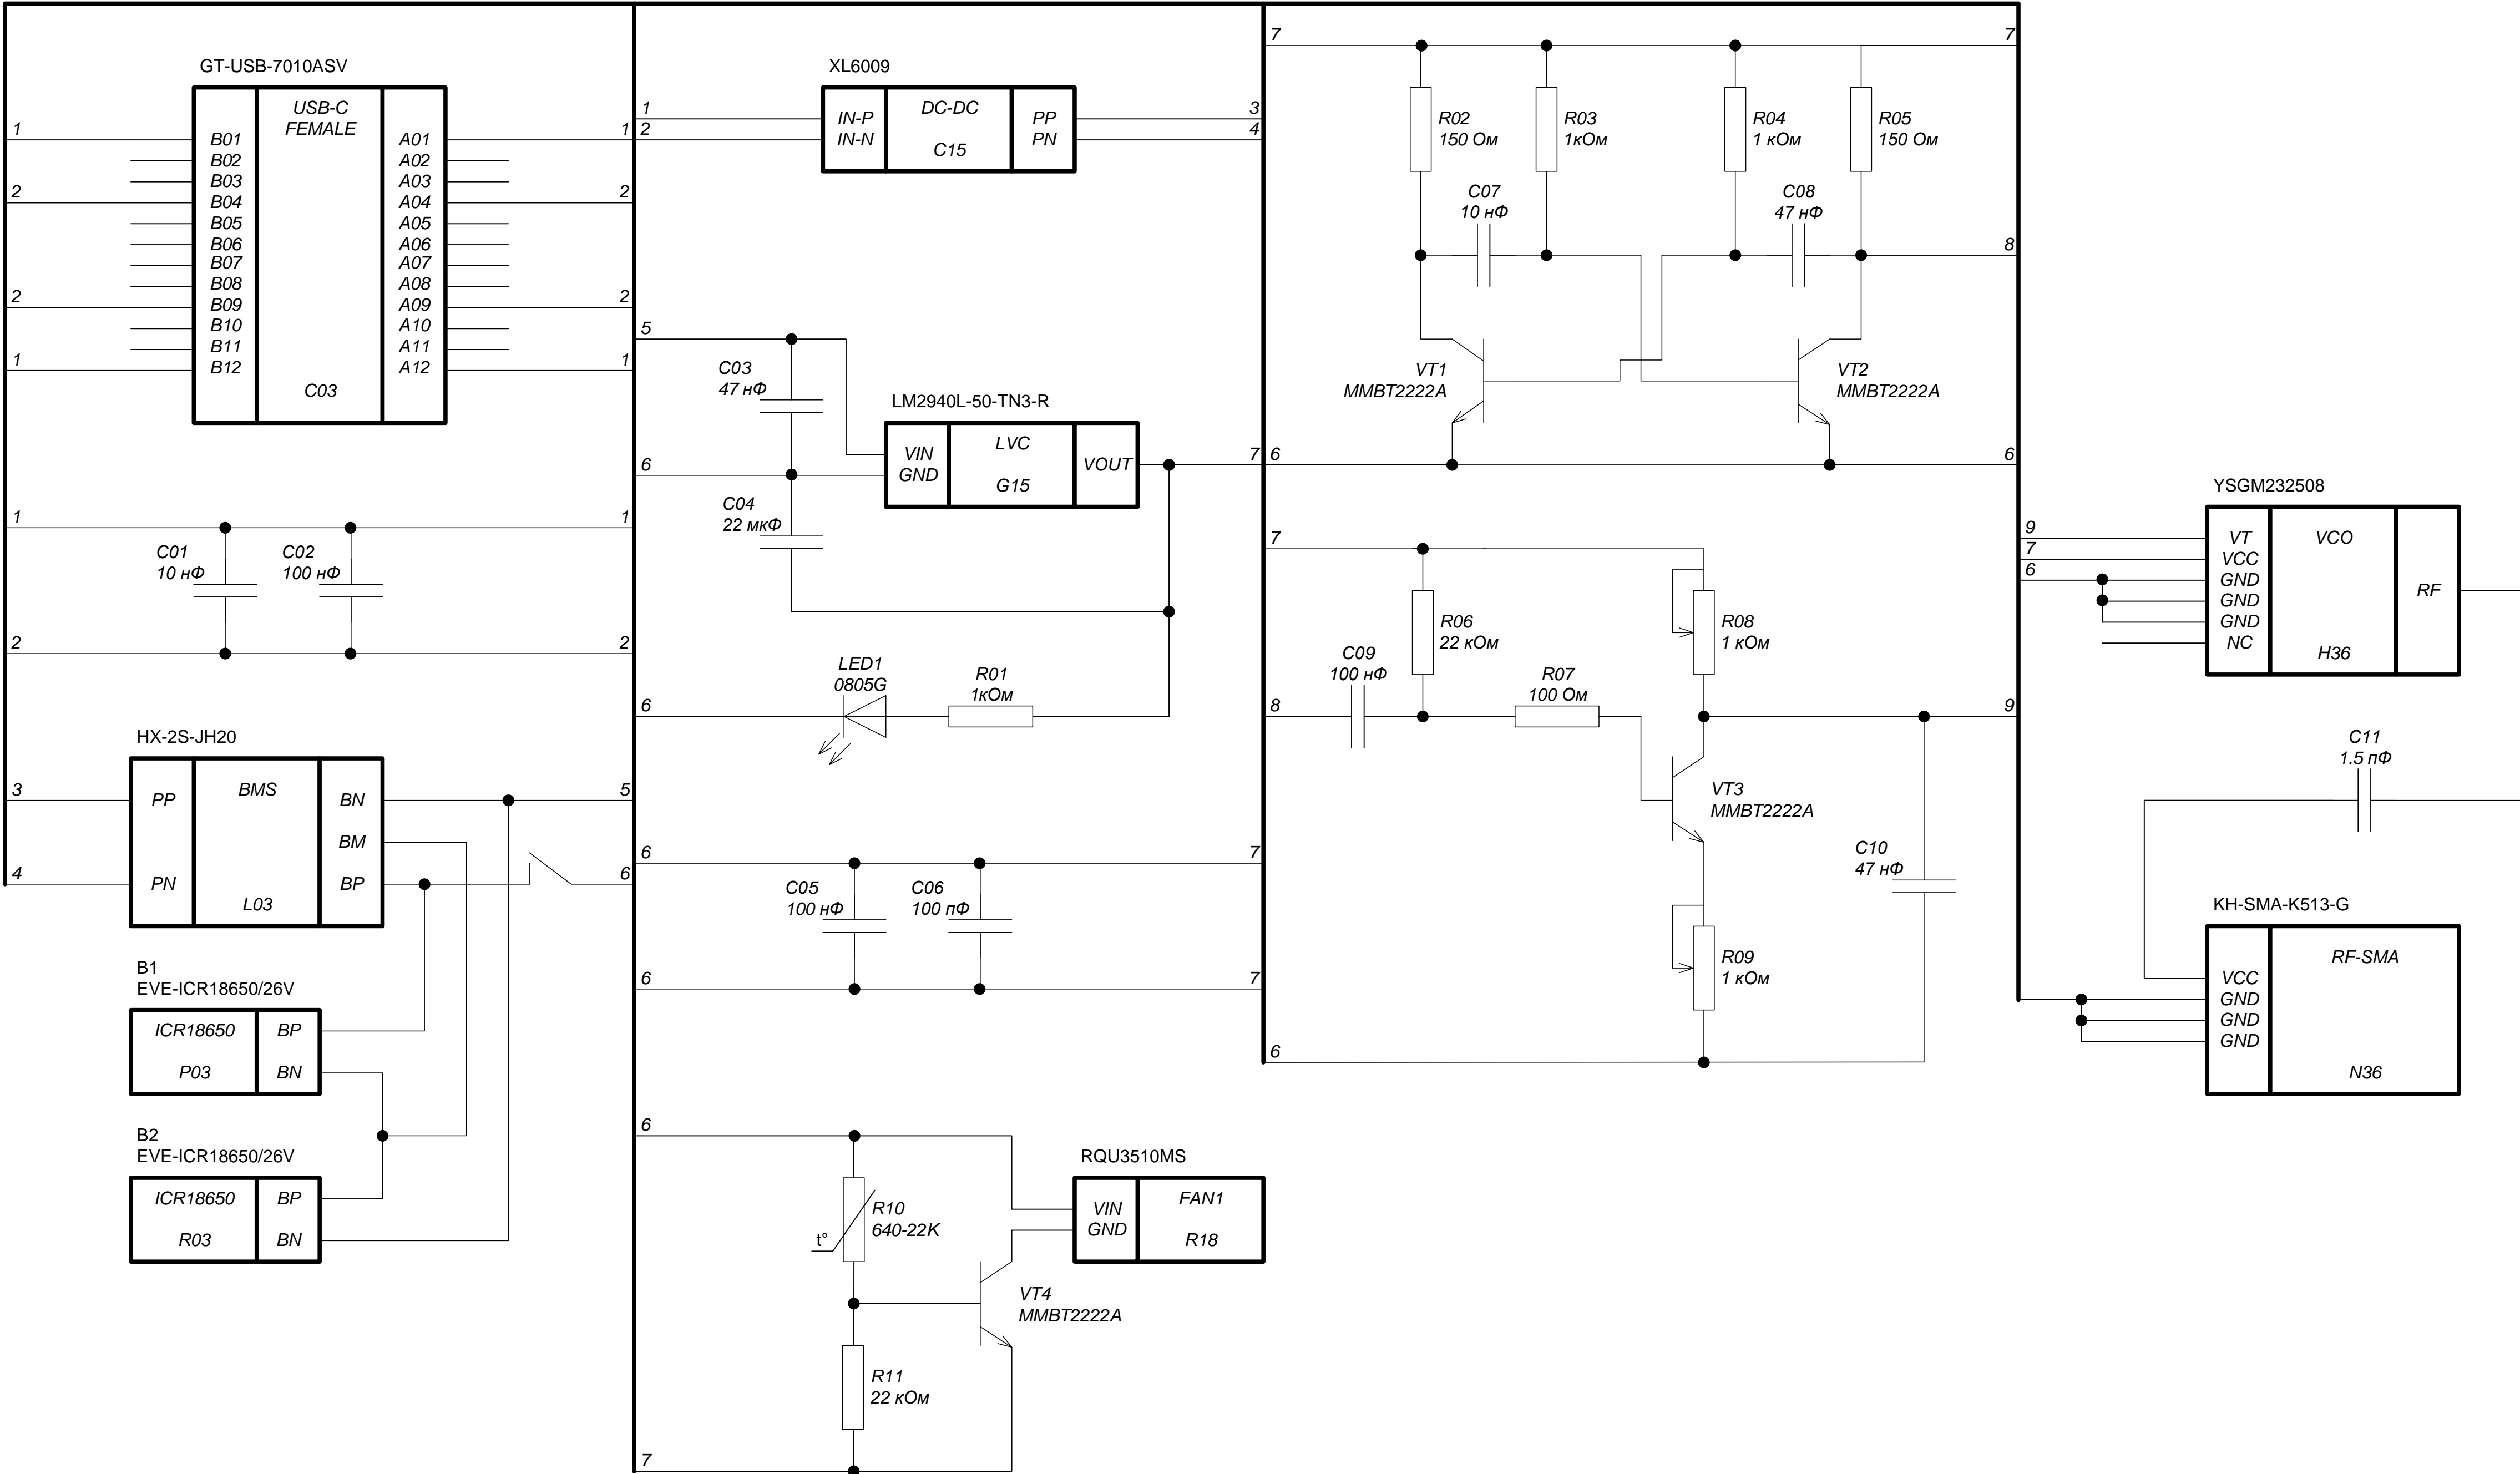 GT-USB-7010ASV
USB-C
FEMALE
C03
B01
B02
B03
B04
B05
B06
B07
B08
B09
B10
B11
B12
A01
A02
A03
A04
A05
A06
A07
A08
A09
A10
A11
A12
1
2
2
1
1
2
2
1
1
2
1
2
C01
10 нФ
C02
100 нФ
HX-2S-JH20
PP
PN
BMS
L03
BN
BM
BP
3
4
5
6
B1
EVE-ICR18650/26V
ICR18650
P03
BP
BN
B2
EVE-ICR18650/26V
ICR18650
R03
BP
BN
XL6009
IN-P
IN-N
DC-DC
C15
PP
PN
1
2
3
4
5
6
C03
47 нФ
C04
22 мкФ
LM2940L-50-TN3-R
VIN
GND
LVC
G15
VOUT
7
6
LED1
0805G
R01
1кОм
6
7
6
7
C05
100 нФ
C06
100 пФ
6
7
R10
640-22K
t°
R11
22 кОм
VT4
MMBT2222A
RQU3510MS
VIN
GND
FAN1
R18
7
7
R02
150 Ом
R03
1кОм
R04
1 кОм
R05
150 Ом
C07
10 нФ
C08
47 нФ
8
VT1
MMBT2222A
VT2
MMBT2222A
6
6
7
R06
22 кОм
R08
1 кОм
C09
100 нФ
R07
100 Ом
8
9
VT3
MMBT2222A
C10
47 нФ
R09
1 кОм
6
YSGM232508
9
7
6
VT
VCC
GND
GND
GND
NC
VCO
H36
RF
C11
1.5 пФ
KH-SMA-K513-G
VCC
GND
GND
GND
RF-SMA
N36